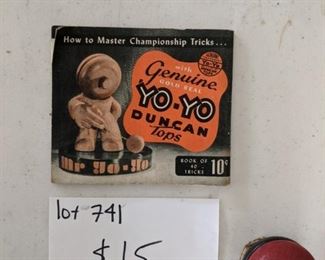 How to Master Championship Tricks...
with
Genuine
GOLD SEAL
YO-YO
DUNCAN
Tops
BOOK OF
40
TRICKS
10¢
mr yo-yo
lot 741
$15